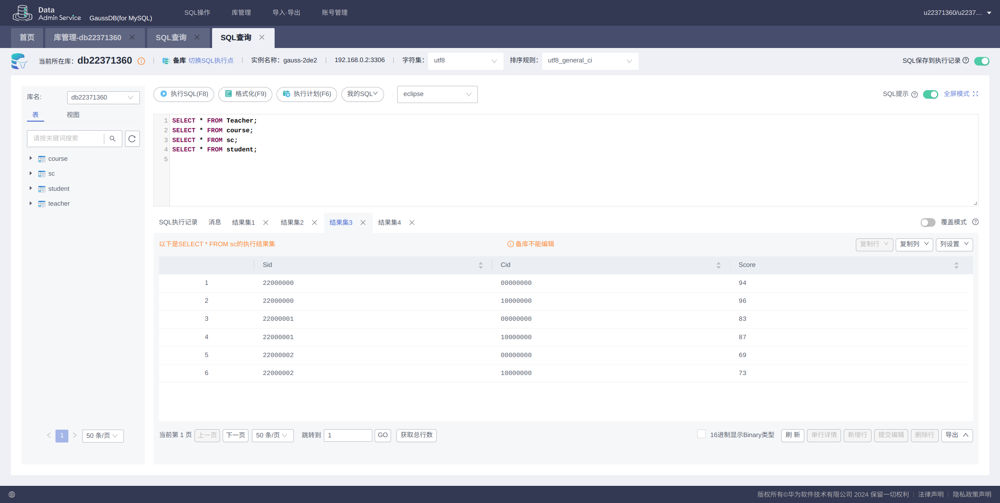 Data Admin Service GaussDB(for MySQL) SQL操作 库管理 导入·导出 账号管理 u22371360/u2237...
首页 库管理-db22371360 SQL查询 SQL查询
当前所在库: db22371360 备库 切换SQL执行点 实例名称: gauss-2de2 192.168.0.2:3306 字符集: utf8 排序规则: utf8_general_ci SQL保存到执行记录
库名: db22371360
表 视图
请按关键词搜索
course
sc
student
teacher
1 50 条/页
执行SQL(F8) 格式化(F9) 执行计划(F6) 我的SQL eclipse SQL提示 全屏模式
1 SELECT * FROM Teacher;
2 SELECT * FROM course;
3 SELECT * FROM sc;
4 SELECT * FROM student;
5
SQL执行记录 消息 结果集1 结果集2 结果集3 结果集4 覆盖模式
以下是SELECT * FROM sc的执行结果集 备库不能编辑 复制行 复制列 列设置
Sid Cid Score
1 22000000 00000000 94
2 22000000 10000000 96
3 22000001 00000000 83
4 22000001 10000000 87
5 22000002 00000000 69
6 22000002 10000000 73
当前第 1 页 上一页 下一页 50 条/页 跳转到 1 GO 获取总行数 16进制显示Binary类型 刷 新 单行详情 新增行 提交编辑 删除行 导出
版权所有©华为软件技术有限公司 2024 保留一切权利 | 法律声明 | 隐私政策声明